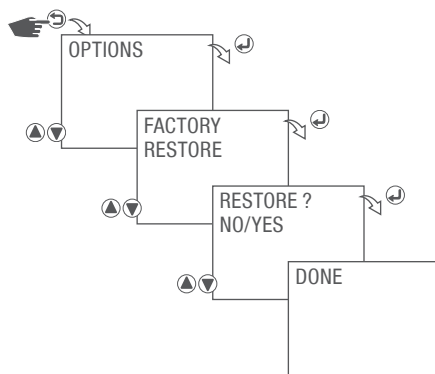 OPTIONS
FACTORY
RESTORE
RESTORE ?
NO/YES
DONE